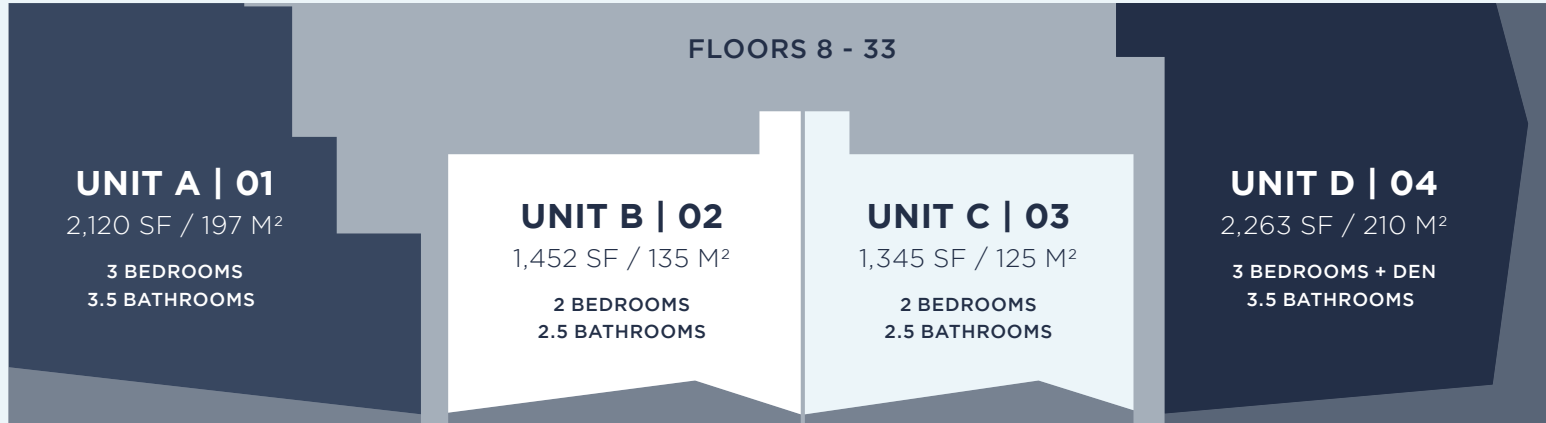 FLOORS 8 - 33
UNIT A | 01
2,120 SF / 197 M²
3 BEDROOMS
3.5 BATHROOMS
UNIT B | 02
1,452 SF / 135 M²
2 BEDROOMS
2.5 BATHROOMS
UNIT C | 03
1,345 SF / 125 M²
2 BEDROOMS
2.5 BATHROOMS
UNIT D | 04
2,263 SF / 210 M²
3 BEDROOMS + DEN
3.5 BATHROOMS